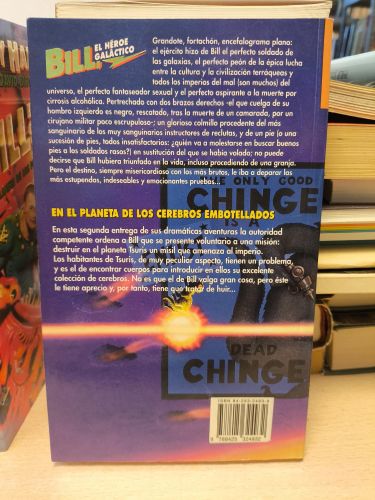 BILL,
EL HÉROE
GALÁCTICO
Grandote, fortachón, encefalograma plano:
el ejército hizo de Bill el perfecto soldado de
las galaxias, el perfecto peón de la épica lucha
entre la cultura y la civilización terráqueas y
todos los imperios del mal (son muchos) del
universo, el perfecto fantaseador sexual y el perfecto aspirante a la muerte por
cirrosis alcohólica. Pertrechado con dos brazos derechos -el que cuelga de su
hombro izquierdo es negro, rescatado, tras la muerte de un camarada, por un
cirujano militar poco escrupuloso-; un glorioso colmillo procedente del más
sanguinario de los muy sanguinarios instructores de reclutas, y de un pie (o una
sucesión de pies, todos insatisfactorios: ¿quién va a molestarse en buscar buenos
pies a los soldados rasos?) en sustitución del que se había volado; no puede
decirse que Bill hubiera triunfado en la vida, incluso procediendo de una granja.
Pero el destino, siempre misericordioso con los más brutos, le iba a deparar las
más estupendas, indeseables y emocionantes pruebas...
E ONLY GOOD
CHINGE
IS A
EN EL PLANETA DE LOS CEREBROS EMBOTELLADOS
En esta segunda entrega de sus dramáticas aventuras la autoridad
competente ordena a Bill que se presente voluntario a una misión:
destruir en el planeta Tsuris un misil que amenaza al imperio.
Los habitantes de Tsuris, de muy peculiar aspecto, tienen un problema,
y es el de encontrar cuerpos para introducir en ellos su excelente
colección de cerebros. No es que el de Bill valga gran cosa, pero éste
le tiene aprecio y, por tanto, tiene que tratar de huir...
DEAD
CHINGE